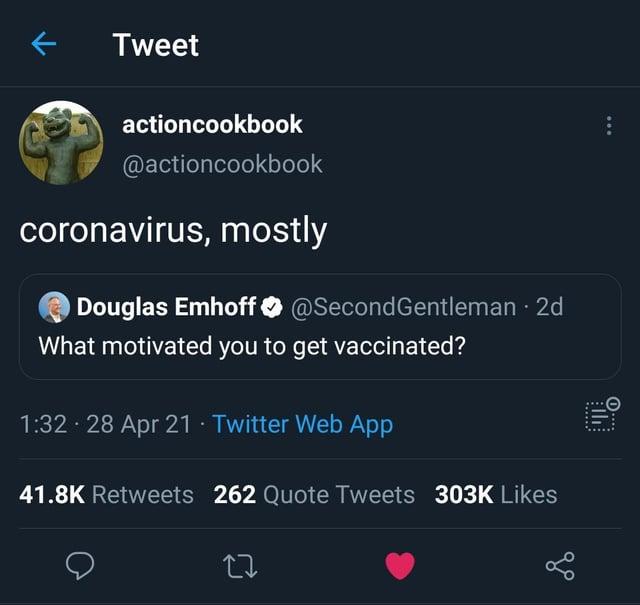 Tweet
actioncookbook
@actioncookbook
coronavirus, mostly
Douglas Emhoff @SecondGentleman · 2d
What motivated you to get vaccinated?
1:32 · 28 Apr 21 · Twitter Web App
41.8K Retweets 262 Quote Tweets 303K Likes